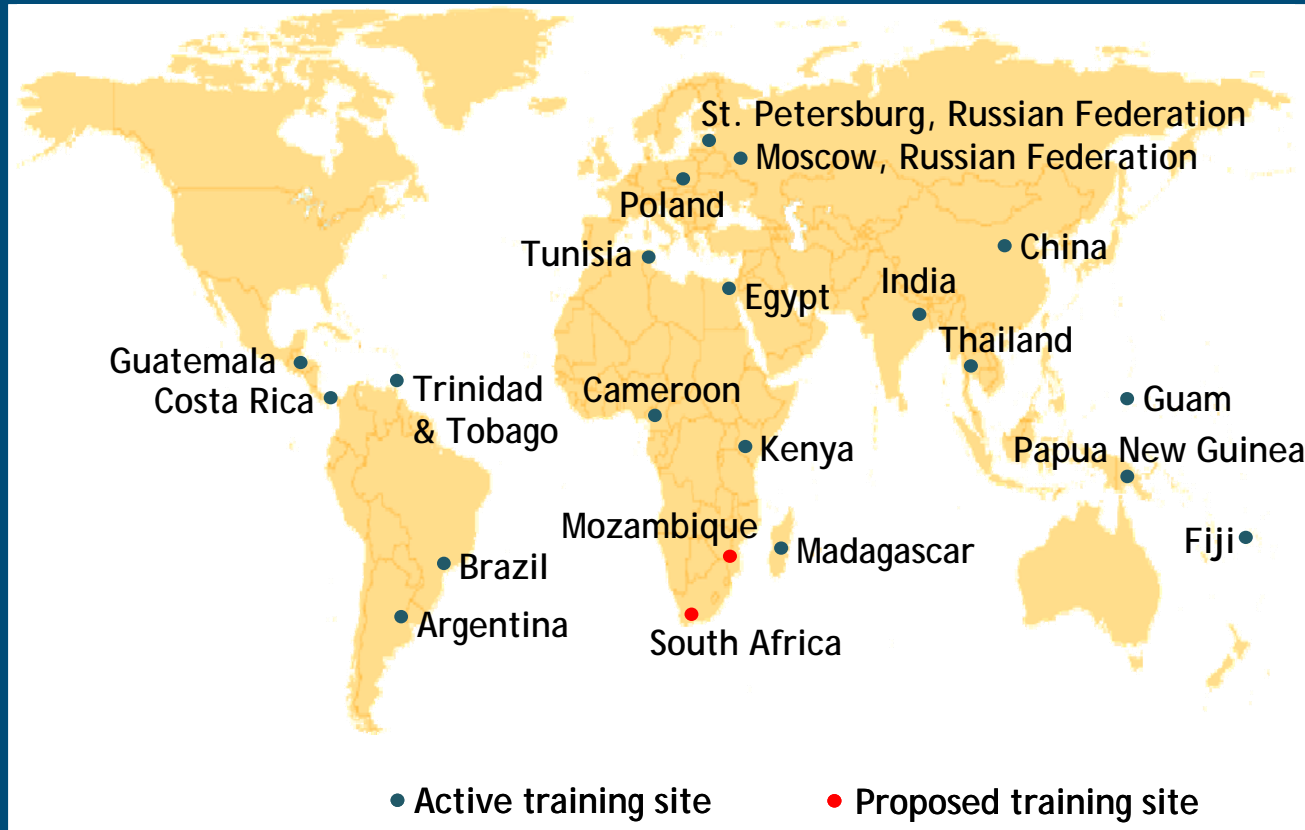 St. Petersburg, Russian Federation
Moscow, Russian Federation
Poland
Tunisia
China
Egypt
India
Thailand
Guatemala
Costa Rica
Trinidad
& Tobago
Cameroon
Guam
Kenya
Papua New Guinea
Mozambique
Madagascar
Fiji
Brazil
Argentina
South Africa
Active training site
Proposed training site